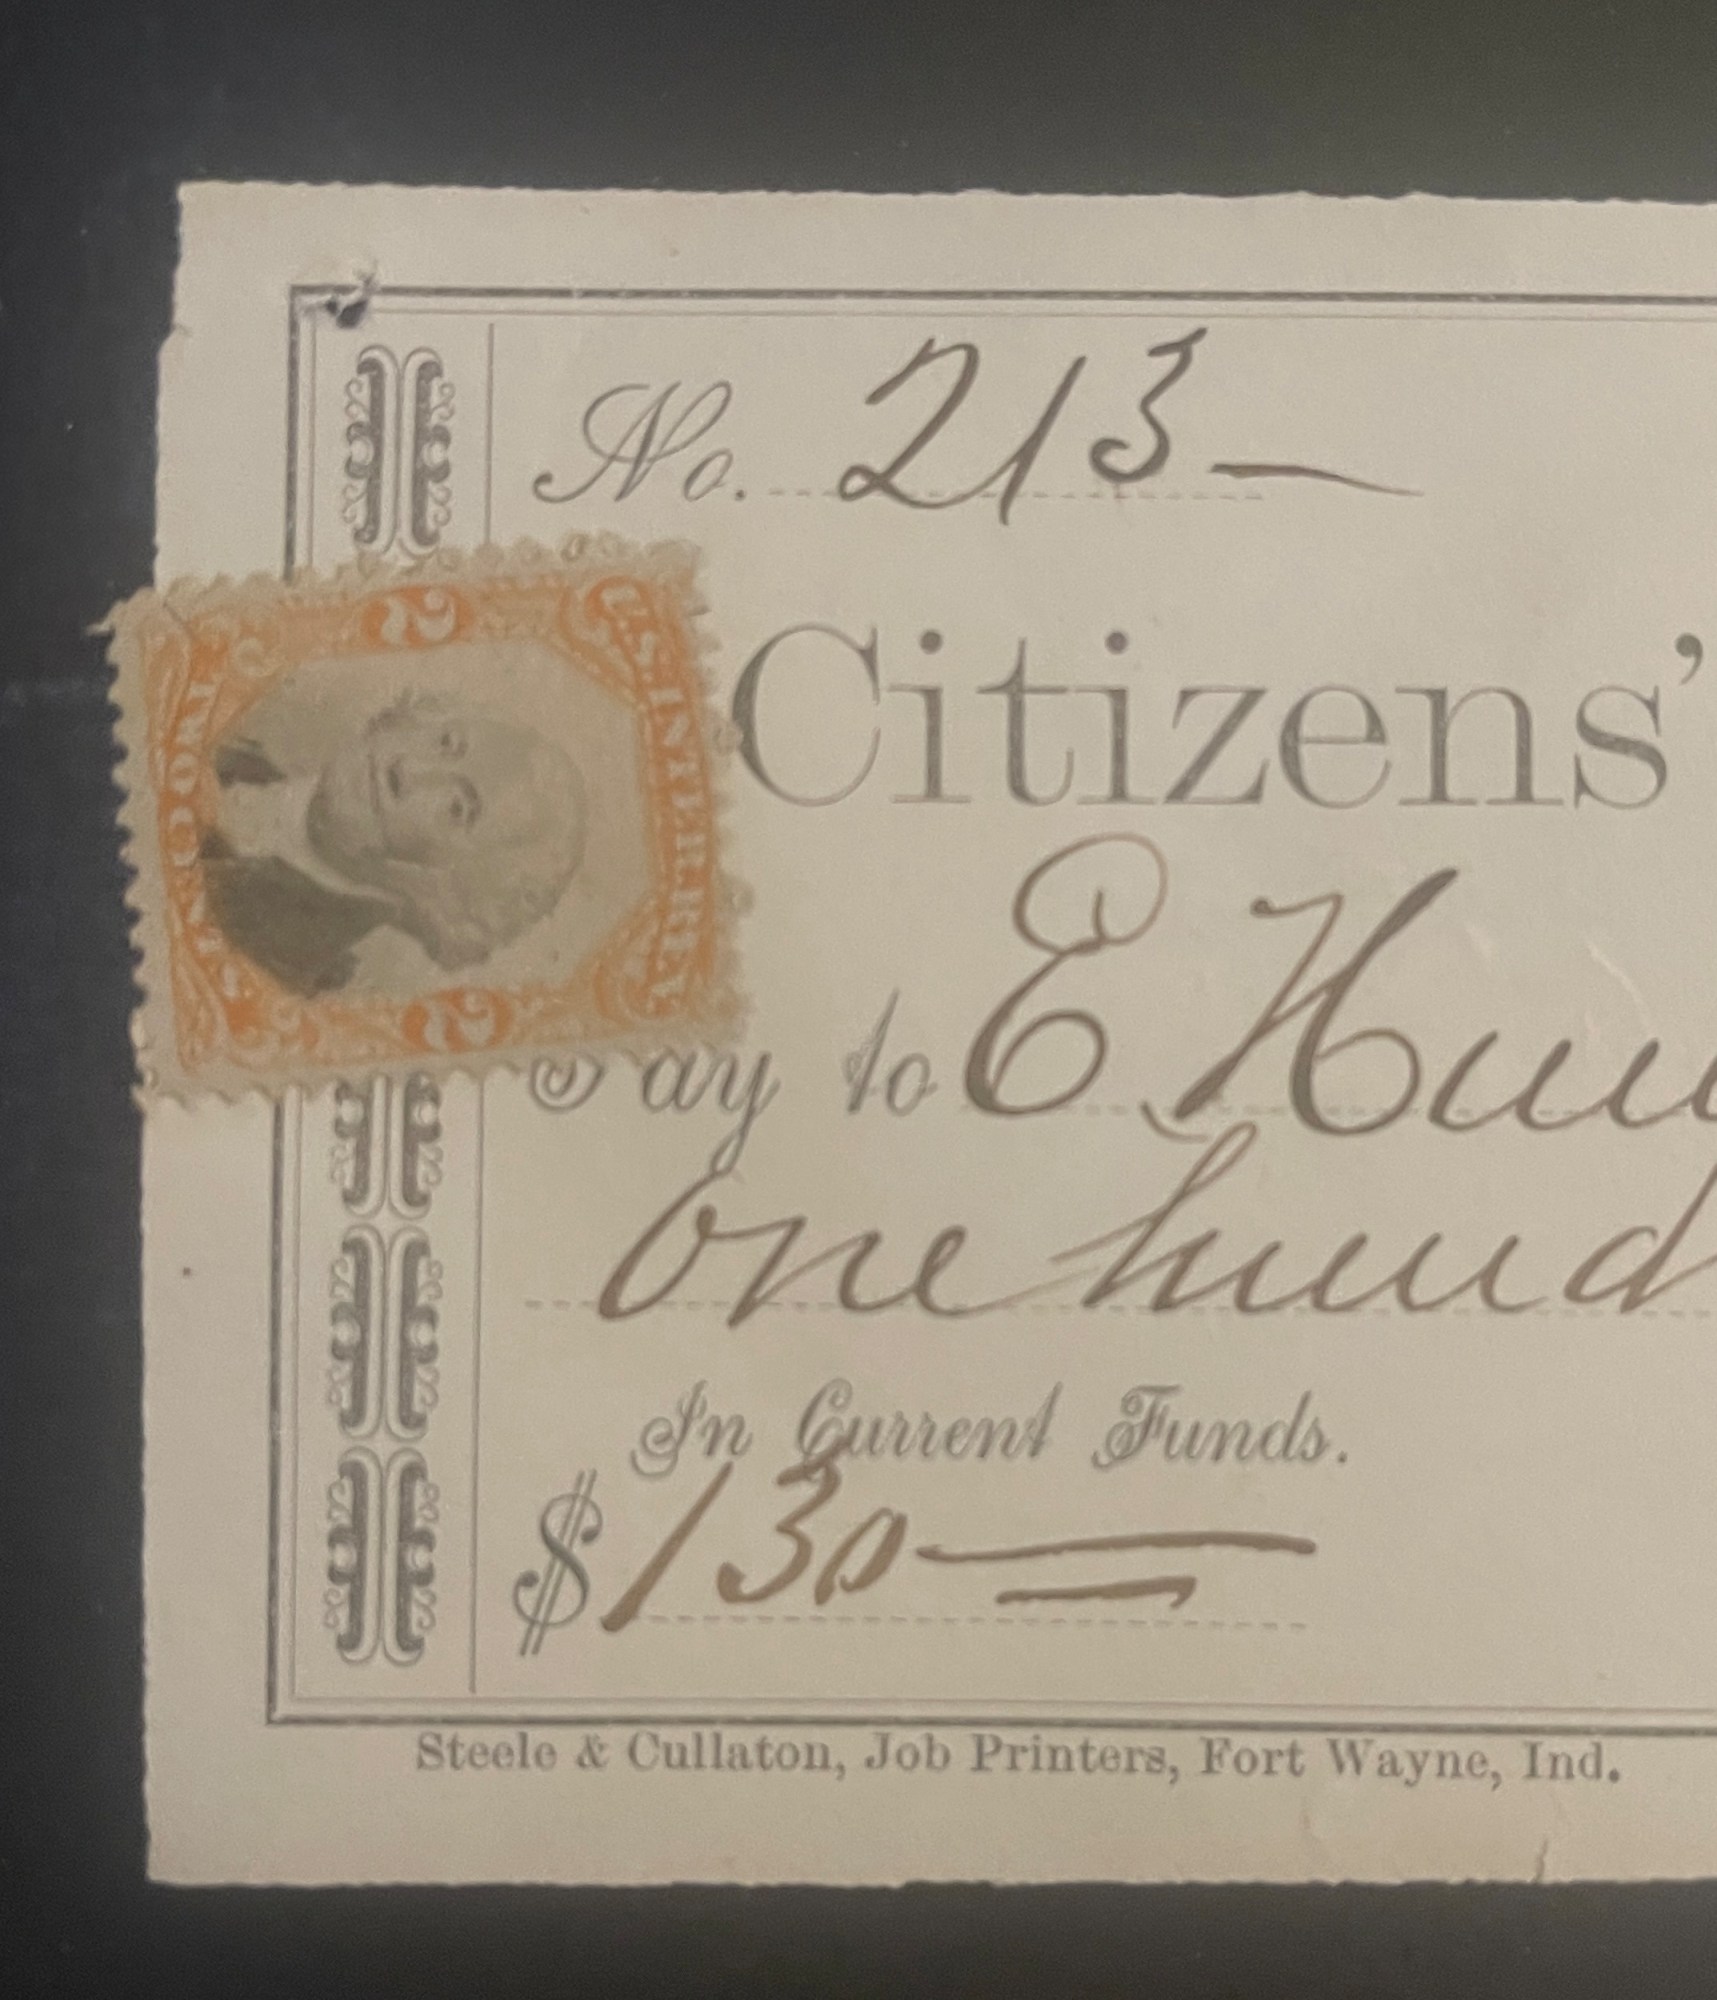 No. 213—
2 U.S. INTER. REV. 2 TWO CENTS
Citizens'
Pay to E
One hund
In Current Funds.
$130
Steele & Cullaton, Job Printers, Fort Wayne, Ind.